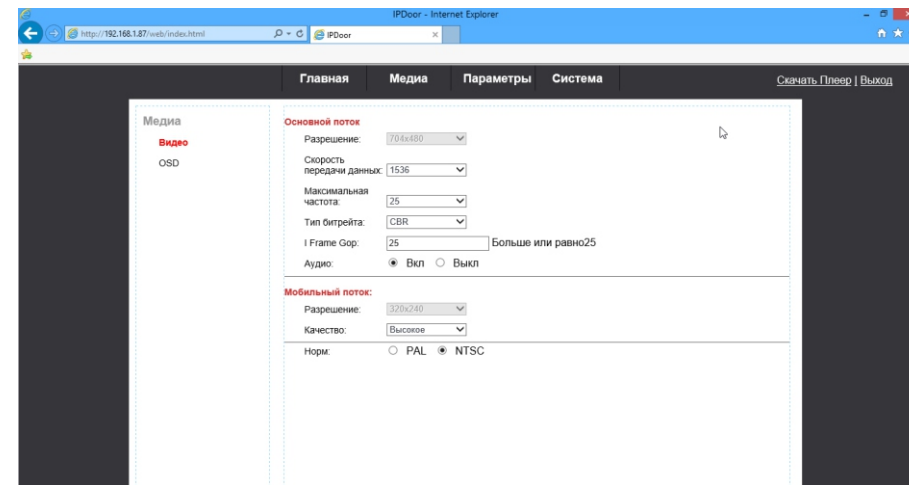 IPDoor - Internet Explorer
http://192.168.1.87/web/index.html
IPDoor
Главная Медиа Параметры Система
Скачать Плеер | Выход
Медиа
Видео
OSD
Основной поток
Разрешение: 704x480
Скорость
передачи данных: 1536
Максимальная
частота: 25
Тип битрейта: CBR
I Frame Gop: 25 Больше или равно25
Аудио: Вкл Выкл
Мобильный поток:
Разрешение: 320x240
Качество: Высокое
Норм: PAL NTSC